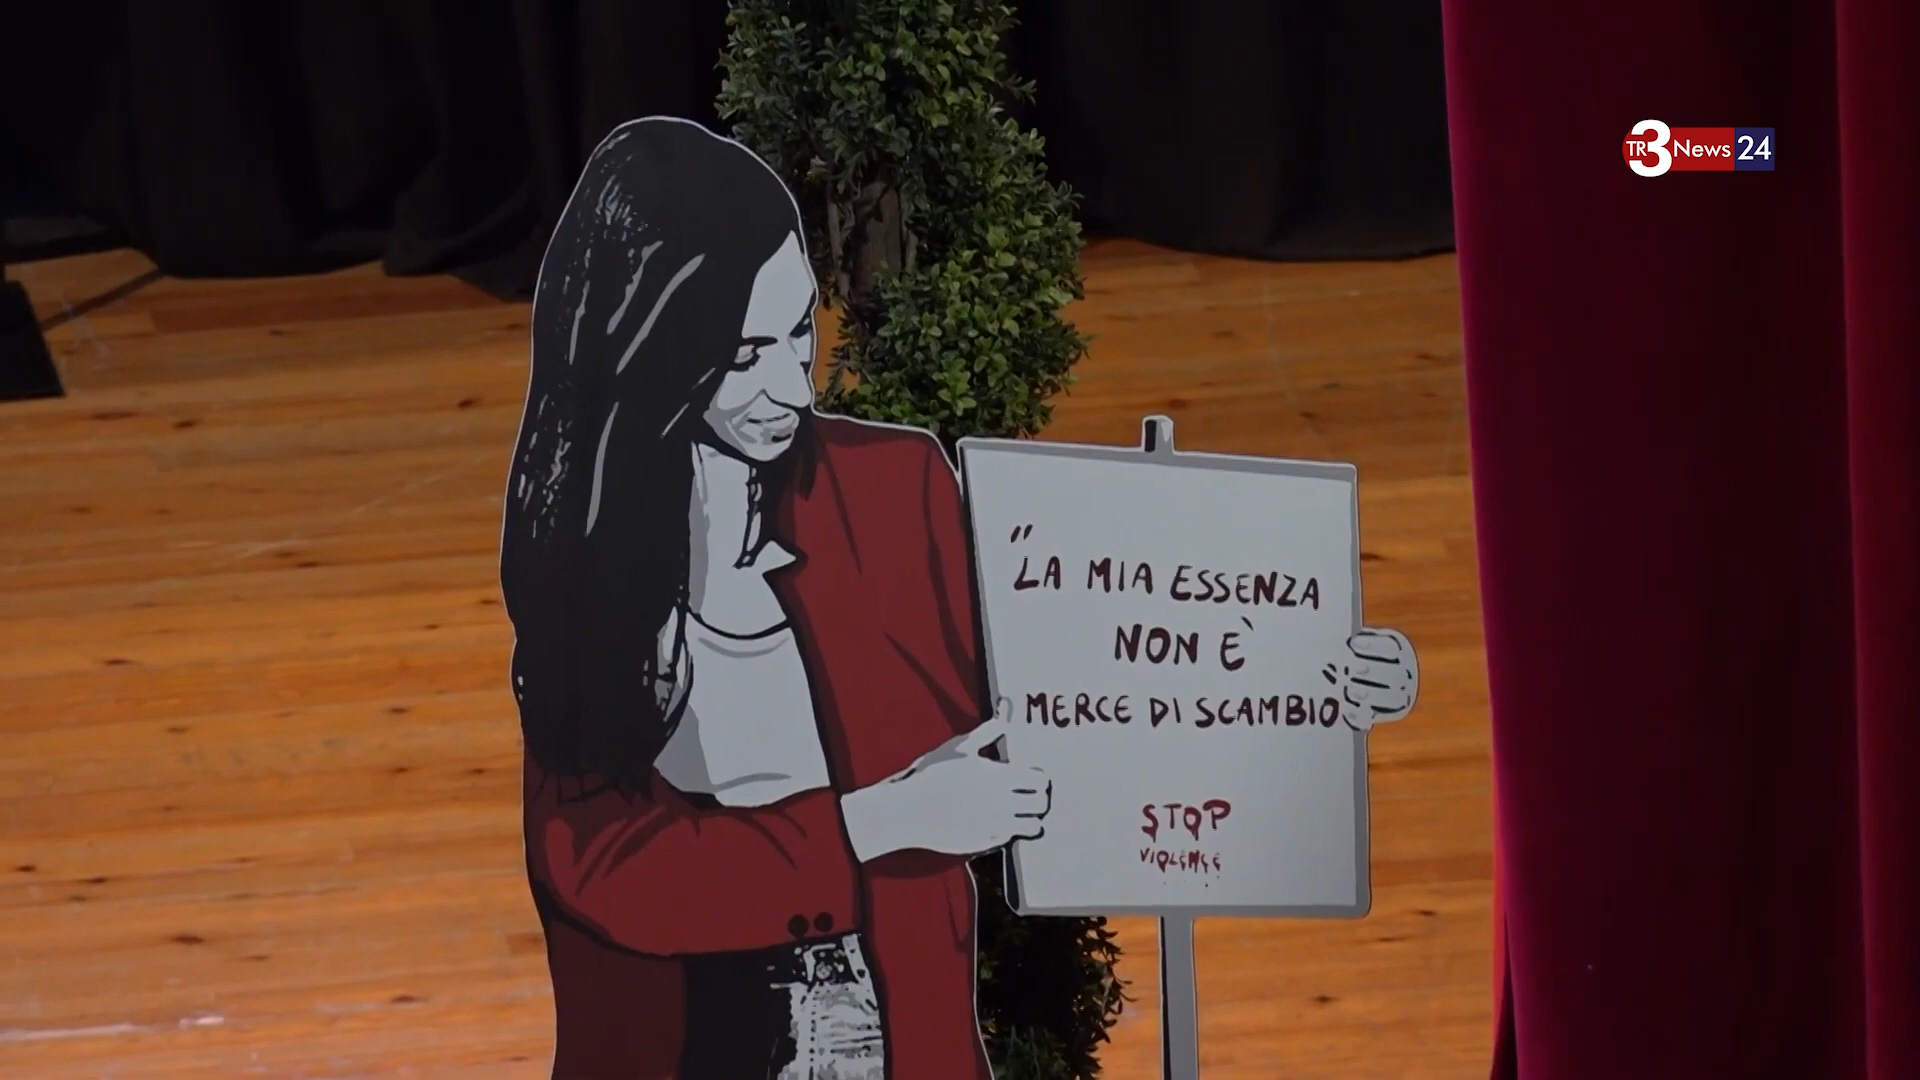 TR3 News 24
"LA MIA ESSENZA
NON È
MERCE DI SCAMBIO"
STOP
VIOLENCE